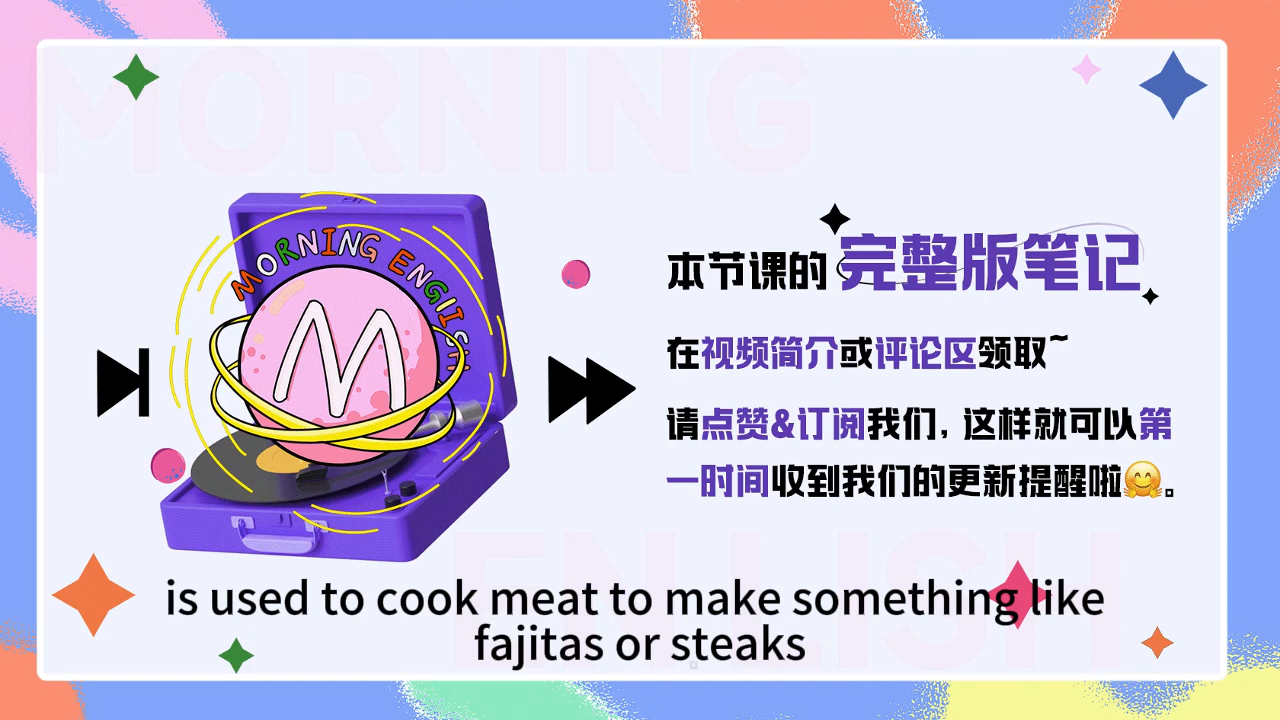 MORNING
MORNING ENGlISH
M
本节课的 完整版笔记
在视频简介或评论区领取~
请点赞&订阅我们, 这样就可以第
一时间收到我们的更新提醒啦🤗。
ENLISH
is used to cook meat to make something like
fajitas or steaks